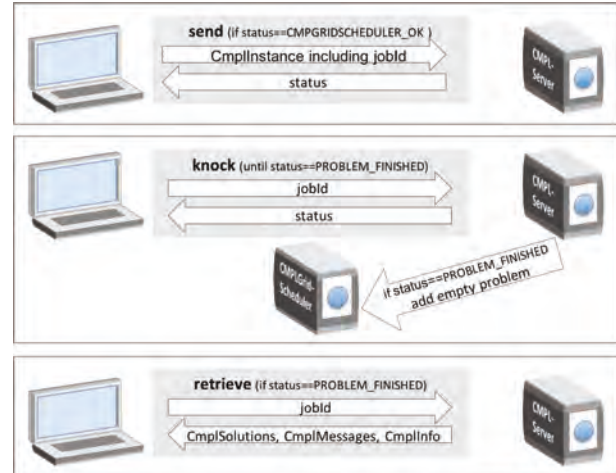 send (if status==CMPGRIDSCHEDULER_OK )
CmplInstance including jobId
status
CMPL-
Server
knock (until status==PROBLEM_FINISHED)
jobId
status
CMPL-
Server
CMPLGrid-
Scheduler
if status==PROBLEM_FINISHED
add empty problem
retrieve (if status==PROBLEM_FINISHED)
jobId
CmplSolutions, CmplMessages, CmplInfo
CMPL-
Server